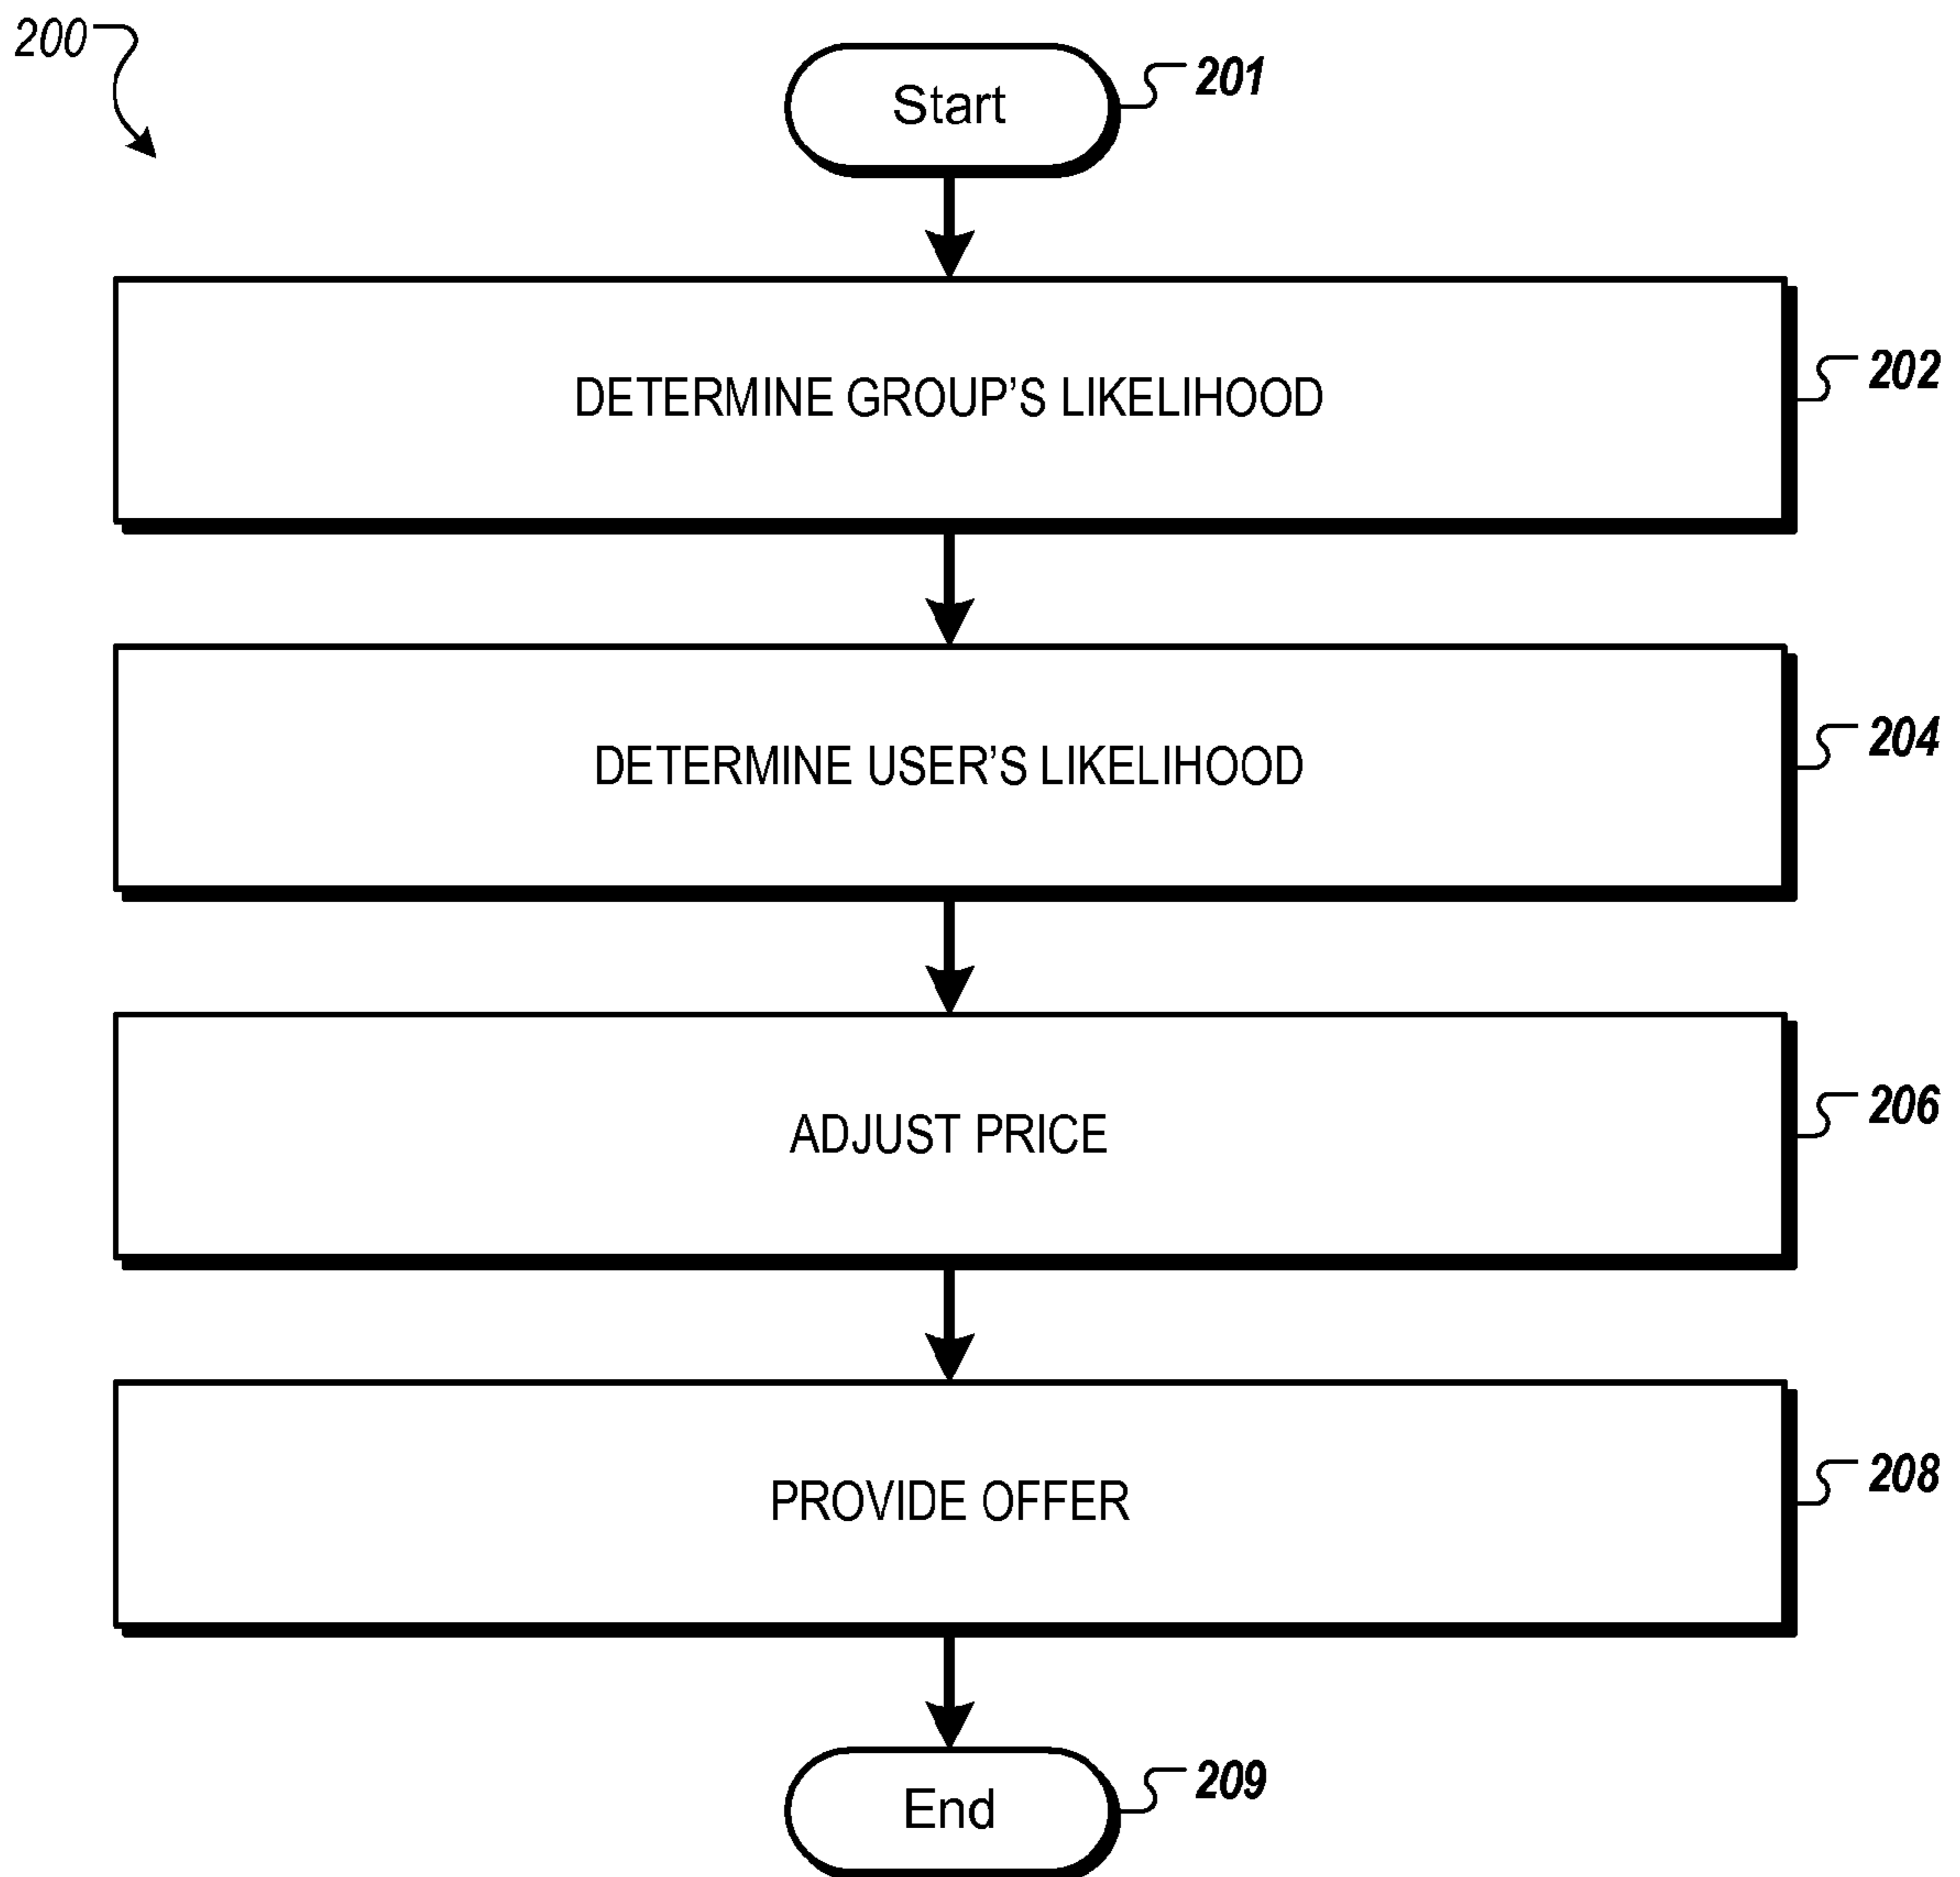 200
Start
201
DETERMINE GROUP'S LIKELIHOOD
202
DETERMINE USER'S LIKELIHOOD
204
ADJUST PRICE
206
PROVIDE OFFER
208
End
209